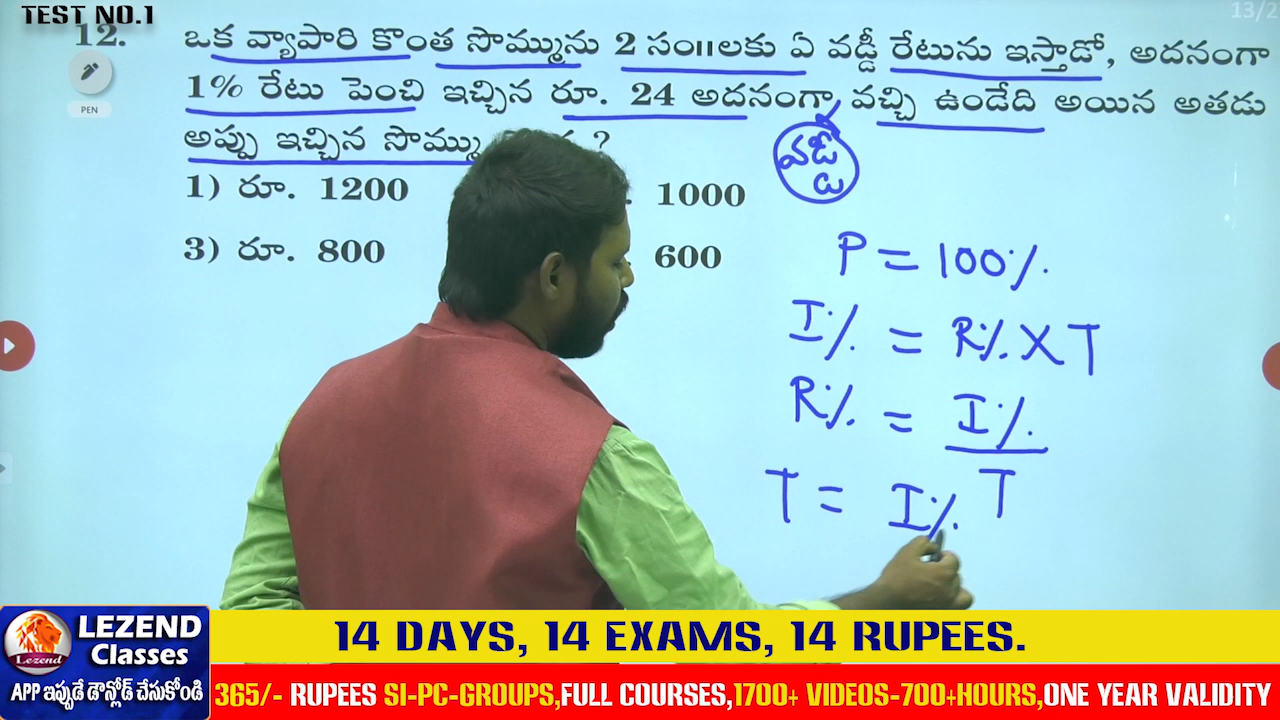 TEST NO.1
13/2
12. ఒక వ్యాపారి కొంత సొమ్మును 2 సం॥లకు ఏ వడ్డీ రేటును ఇస్తాడో, అదనంగా
1% రేటు పెంచి ఇచ్చిన రూ. 24 అదనంగా వచ్చి ఉండేది అయిన అతడు
అప్పు ఇచ్చిన సొమ్ము ?
PEN
వడ్డీ
1) రూ. 1200 1000
3) రూ. 800 600
P = 100%
I% = R% X T
R% = I% / T
T = I%
LEZEND
Classes
Lezend
APP ఇప్పుడే డౌన్లోడ్ చేసుకోండి
14 DAYS, 14 EXAMS, 14 RUPEES.
365/- RUPEES SI-PC-GROUPS,FULL COURSES,1700+ VIDEOS-700+HOURS,ONE YEAR VALIDITY